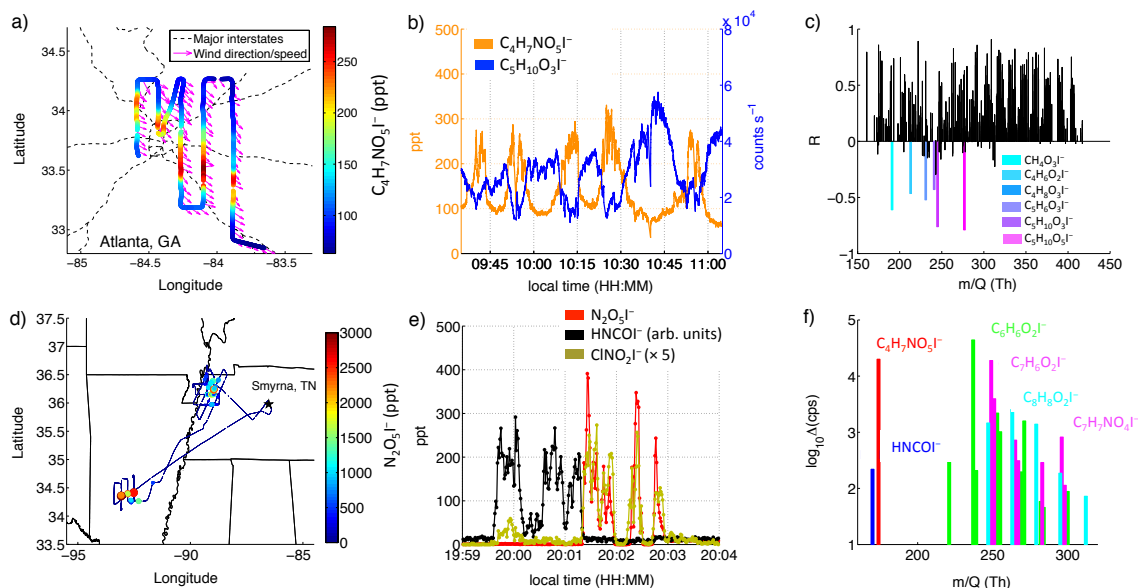 a)
Major interstates
Wind direction/speed
34.5
34
33.5
33
−85
−84.5
−84
−83.5
Latitude
Longitude
Atlanta, GA
250
200
150
100
C₄H₇NO₅I⁻ (ppt)
b)
×10⁴
C₄H₇NO₅I⁻
C₅H₁₀O₃I⁻
500
400
300
200
100
0
ppt
8
6
4
2
0
counts s⁻¹
09:45
10:00
10:15
10:30
10:45
11:00
local time (HH:MM)
c)
1
0.5
0
−0.5
−1
R
CH₄O₃I⁻
C₄H₆O₂I⁻
C₄H₈O₃I⁻
C₅H₆O₃I⁻
C₅H₁₀O₃I⁻
C₅H₁₀O₅I⁻
150
200
250
300
350
400
450
m/Q (Th)
d)
37.5
37
36.5
36
35.5
35
34.5
34
33.5
Latitude
Smyrna, TN
−95
−90
−85
Longitude
3000
2500
2000
1500
1000
500
0
N₂O₅I⁻ (ppt)
e)
N₂O₅I⁻
HNCOI⁻ (arb. units)
ClNO₂I⁻ (× 5)
500
400
300
200
100
0
ppt
19:59
20:00
20:01
20:02
20:03
20:04
local time (HH:MM)
f)
5
4
3
2
1
log₁₀Δ(cps)
C₄H₇NO₅I⁻
HNCOI⁻
C₆H₆O₂I⁻
C₇H₆O₂I⁻
C₈H₈O₂I⁻
C₇H₇NO₄I⁻
200
250
300
m/Q (Th)